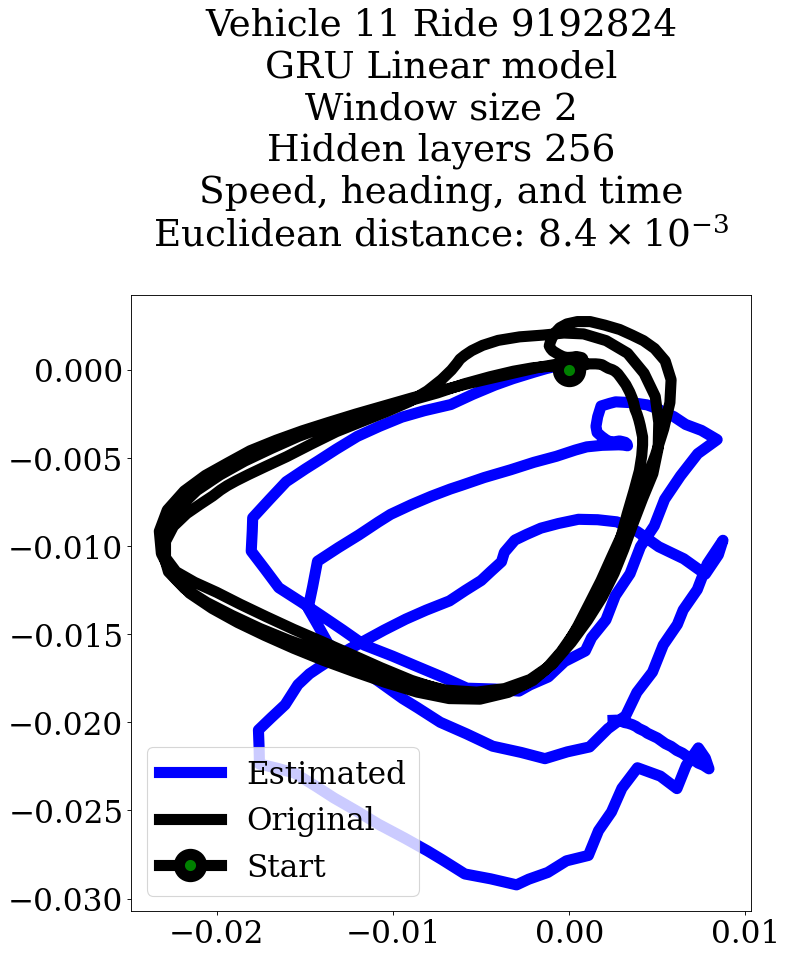 Vehicle 11 Ride 9192824
GRU Linear model
Window size 2
Hidden layers 256
Speed, heading, and time
Euclidean distance: 8.4 × 10⁻³
0.000
−0.005
−0.010
−0.015
−0.020
−0.025
−0.030
Estimated
Original
Start
−0.02 −0.01 0.00 0.01